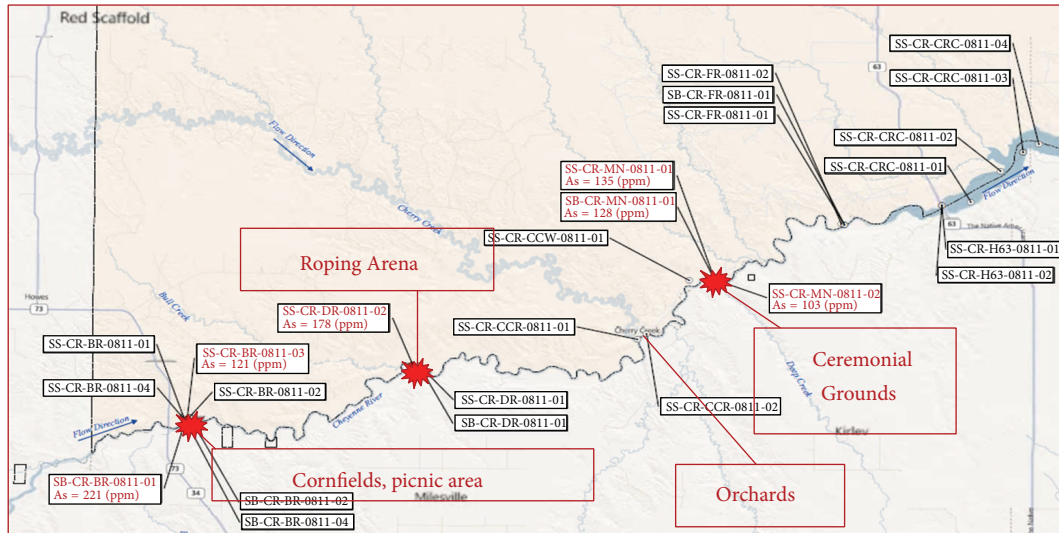 Red Scaffold
SS-CR-CRC-0811-04
SS-CR-FR-0811-02
63
SS-CR-CRC-0811-03
SB-CR-FR-0811-01
SS-CR-FR-0811-01
Flow Direction
SS-CR-CRC-0811-02
SS-CR-CRC-0811-01
SS-CR-MN-0811-01
As = 135 (ppm)
Flow Direction
SB-CR-MN-0811-01
As = 128 (ppm)
Cherry Creek
63
The Native American
SS-CR-CCW-0811-01
SS-CR-H63-0811-01
Roping Arena
SS-CR-H63-0811-02
SS-CR-MN-0811-02
As = 103 (ppm)
Howes
73
Bull Creek
SS-CR-DR-0811-02
As = 178 (ppm)
SS-CR-CCR-0811-01
Cherry Creek
SS-CR-BR-0811-01
SS-CR-BR-0811-03
As = 121 (ppm)
Ceremonial
Grounds
Deep Creek
SS-CR-BR-0811-04
SS-CR-BR-0811-02
SS-CR-DR-0811-01
SS-CR-CCR-0811-02
Cheyenne River
SB-CR-DR-0811-01
Flow Direction
Kirley
73
SB-CR-BR-0811-01
As = 221 (ppm)
Cornfields, picnic area
Orchards
34
SB-CR-BR-0811-02
Milesville
SB-CR-BR-0811-04